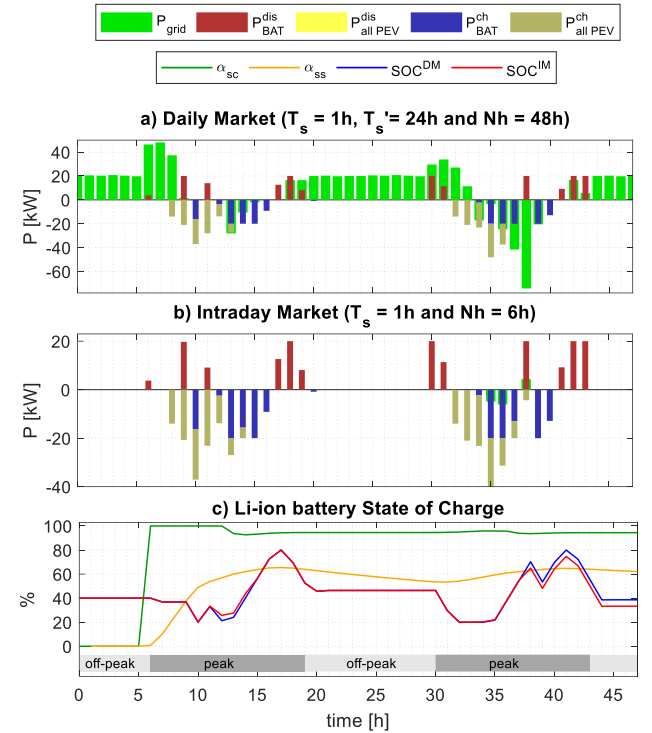 P_grid P^dis_BAT P^dis_all PEV P^ch_BAT P^ch_all PEV
α_sc α_ss SOC^DM SOC^IM
a) Daily Market (T_s = 1h, T_s'= 24h and Nh = 48h)
40
20
0
-20
-40
-60
P [kW]
b) Intraday Market (T_s = 1h and Nh = 6h)
20
0
-20
-40
P [kW]
c) Li-ion battery State of Charge
100
80
60
40
20
0
%
off-peak peak off-peak peak
0 5 10 15 20 25 30 35 40 45
time [h]